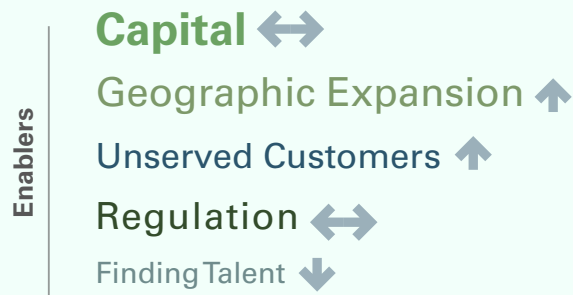 Enablers
Capital
Geographic Expansion
Unserved Customers
Regulation
Finding Talent